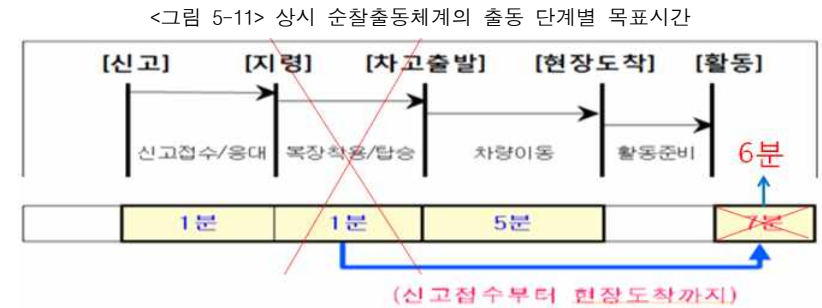 <그림 5-11> 상시 순찰출동체계의 출동 단계별 목표시간
[신고] [지령] [차고출발] [현장도착] [활동]
신고접수/응대 복장착용/탑승 차량이동 활동준비 6분
1분 1분 5분 7분
(신고접수부터 현장도착까지)